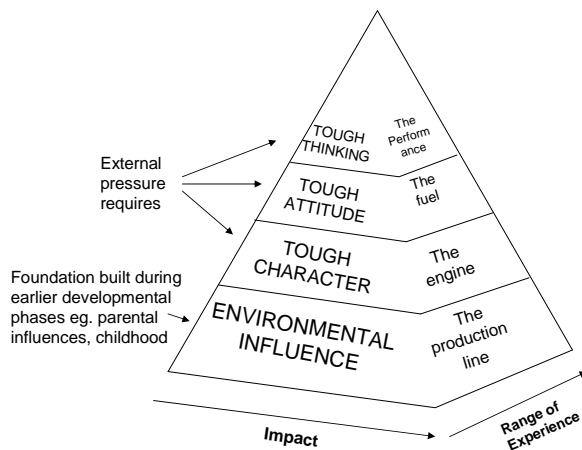 TOUGH
THINKING
The
Perform
ance
External
pressure
requires
TOUGH
ATTITUDE
The
fuel
TOUGH
CHARACTER
The
engine
Foundation built during
earlier developmental
phases eg. parental
influences, childhood
ENVIRONMENTAL
INFLUENCE
The
production
line
Impact
Range of
Experience